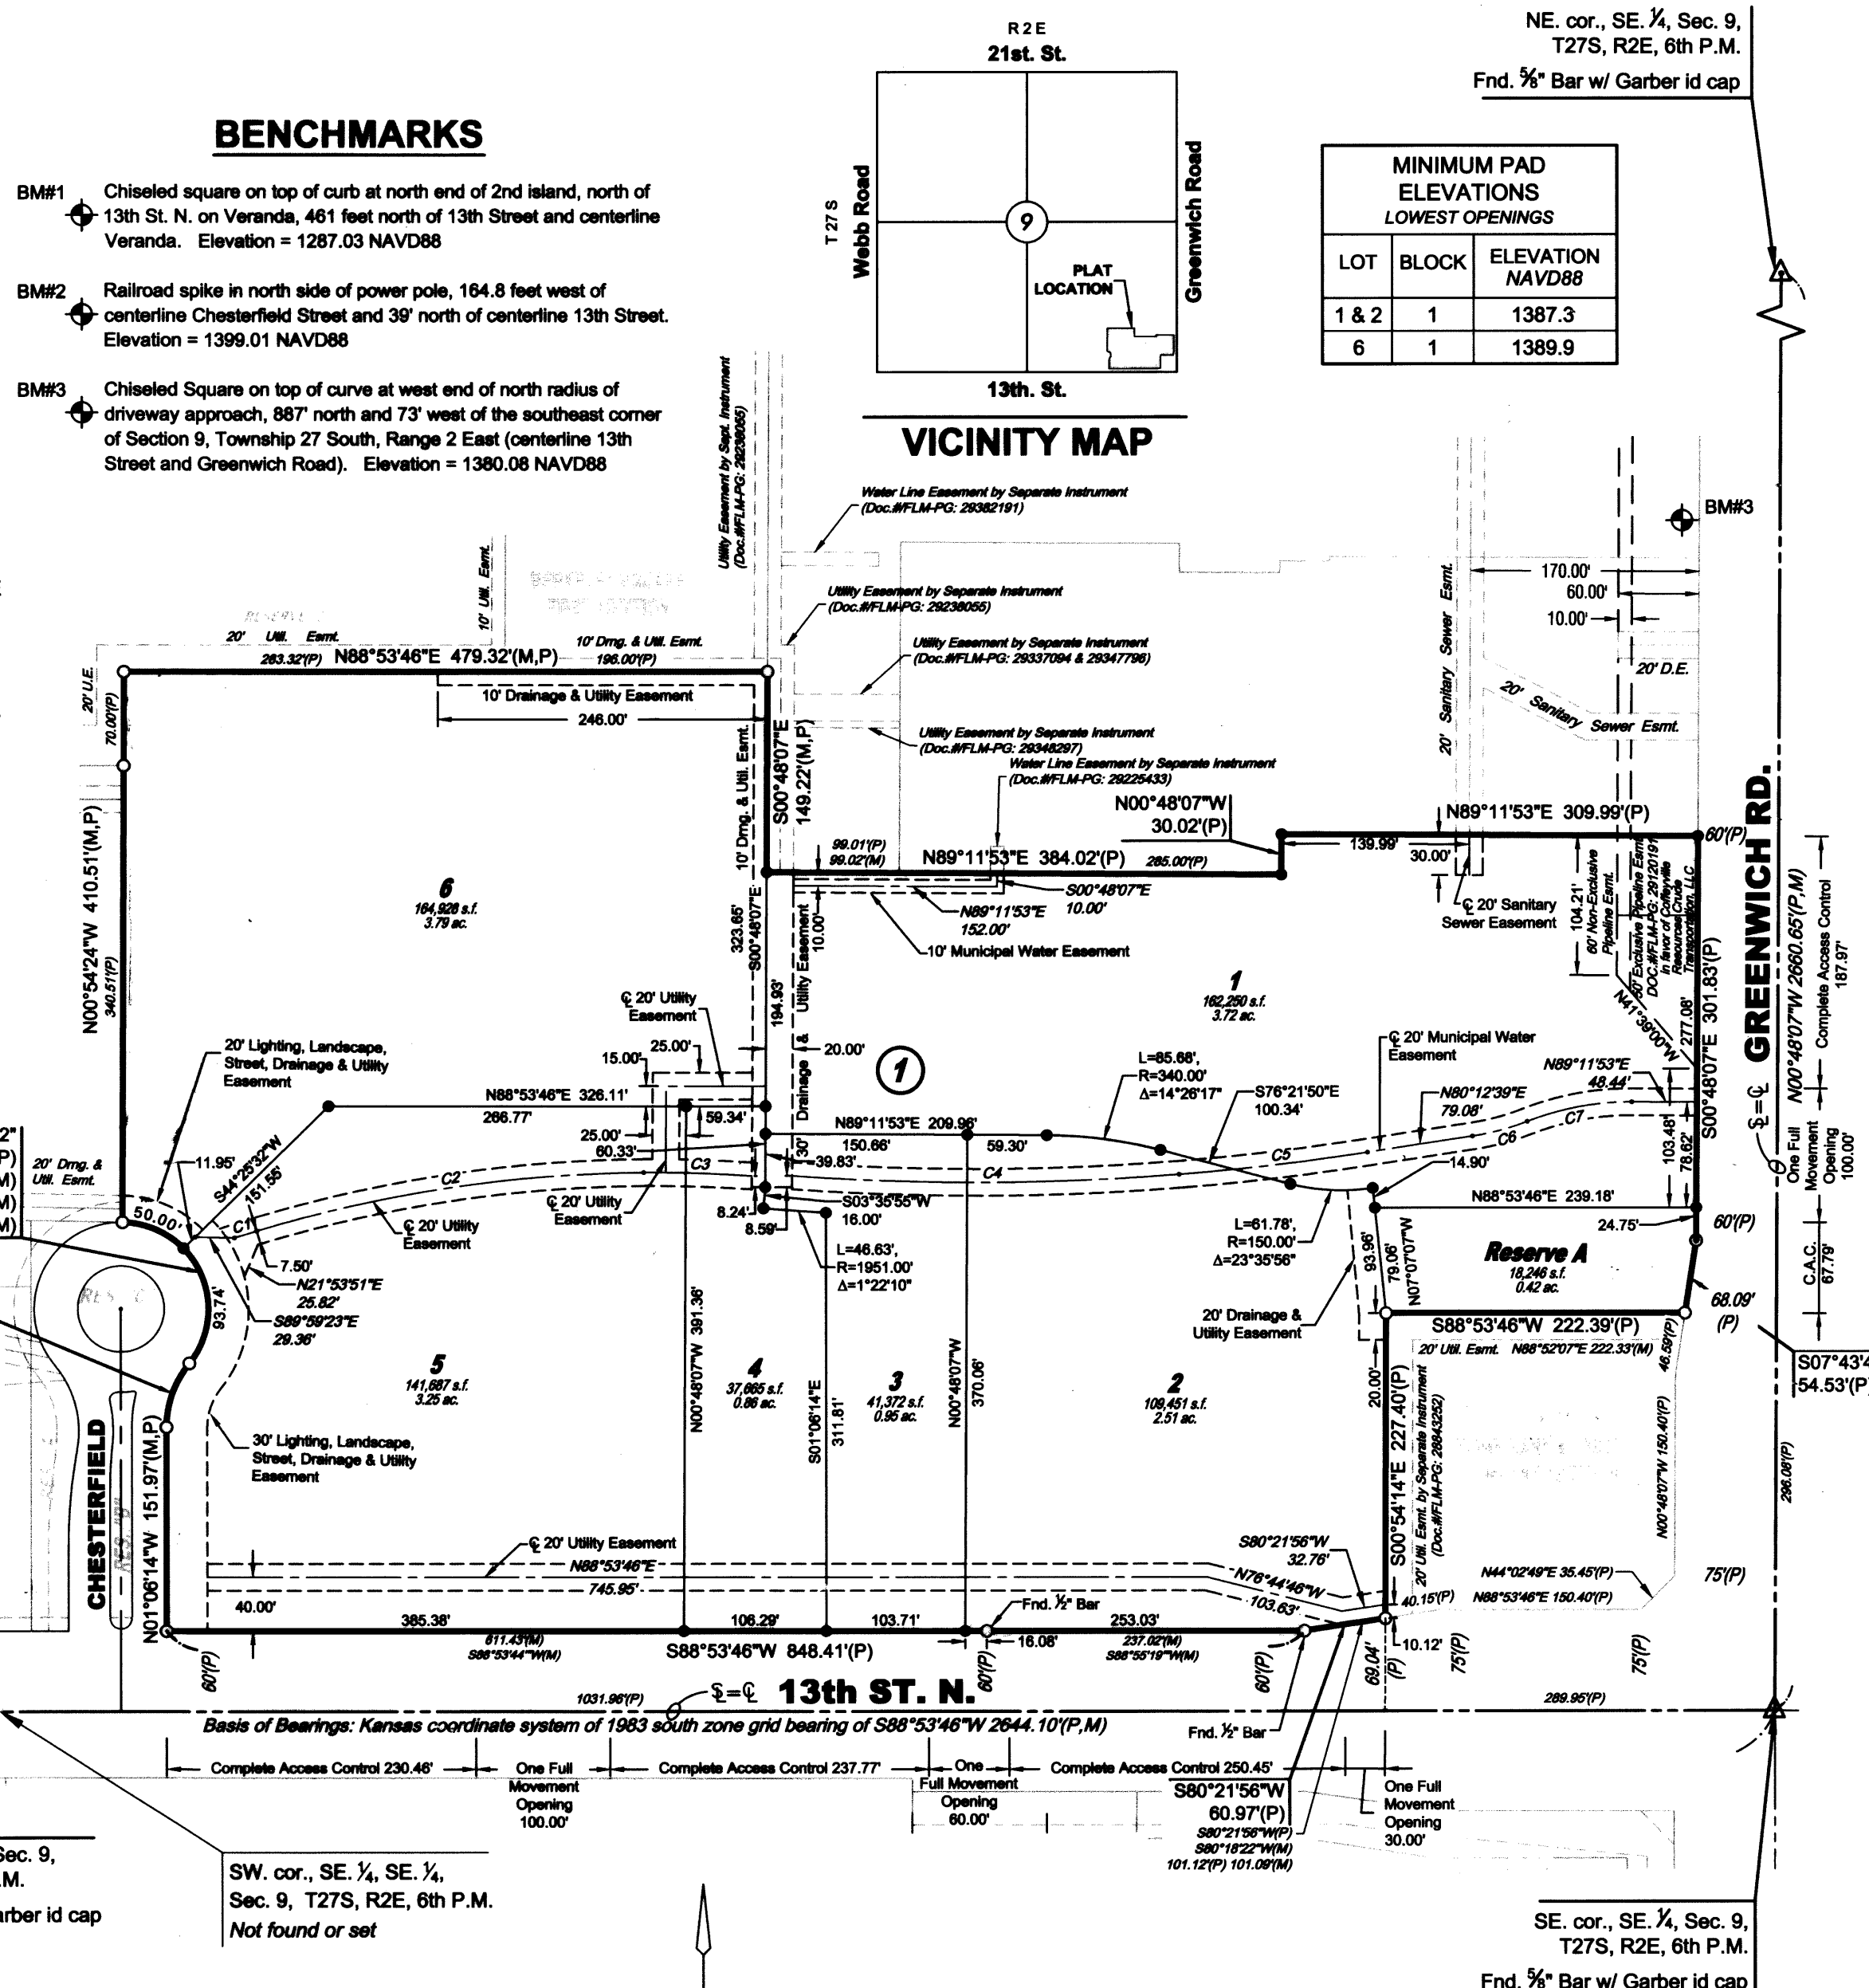 NE. cor., SE. ¼, Sec. 9,
T27S, R2E, 6th P.M.
Fnd. ⅝" Bar w/ Garber id cap
R 2 E
21st. St.
T 27 S
Webb Road
Greenwich Road
9
PLAT
LOCATION
13th. St.
VICINITY MAP
BENCHMARKS
BM#1 Chiseled square on top of curb at north end of 2nd island, north of
13th St. N. on Veranda, 461 feet north of 13th Street and centerline
Veranda. Elevation = 1287.03 NAVD88
BM#2 Railroad spike in north side of power pole, 164.8 feet west of
centerline Chesterfield Street and 39' north of centerline 13th Street.
Elevation = 1399.01 NAVD88
BM#3 Chiseled Square on top of curve at west end of north radius of
driveway approach, 887' north and 73' west of the southeast corner
of Section 9, Township 27 South, Range 2 East (centerline 13th
Street and Greenwich Road). Elevation = 1380.08 NAVD88
MINIMUM PAD
ELEVATIONS
LOWEST OPENINGS
LOT BLOCK ELEVATION
NAVD88
1 & 2 1 1387.3
6 1 1389.9
Utility Easement by Sept. Instrument
(Doc.#/FLM-PG: 29238055)
Water Line Easement by Separate Instrument
(Doc.#/FLM-PG: 29382191)
BM#3
Utility Easement by Separate Instrument
(Doc.#/FLM-PG: 29238055)
Utility Easement by Separate Instrument
(Doc.#/FLM-PG: 29337094 & 29347796)
Utility Easement by Separate Instrument
(Doc.#/FLM-PG: 29348297)
Water Line Easement by Separate Instrument
(Doc.#/FLM-PG: 29225433)
170.00'
60.00'
10.00'
20' D.E.
20' Sanitary Sewer Esmt.
20' Sanitary Sewer Esmt.
10' Util. Esmt.
20' Util. Esmt.
10' Drng. & Util. Esmt.
283.32'(P) N88°53'46"E 479.32'(M,P) 196.00'(P)
10' Drainage & Utility Easement
246.00'
20' U.E.
70.00'(P)
N00°54'24"W 410.51'(M,P)
340.51'(P)
10' Drng. & Util. Esmt.
S00°48'07"E
149.22'(M,P)
N00°48'07"W
30.02'(P)
N89°11'53"E 309.99'(P)
60'(P)
139.99'
30.00'
99.01'(P)
99.02'(M)
N89°11'53"E 384.02'(P)
285.00'(P)
S00°48'07"E
10.00'
N89°11'53"E
152.00'
10' Municipal Water Easement
10.00'
323.65'
S00°48'07"E
194.93'
30' Drainage & Utility Easement
20.00'
℄ 20' Sanitary
Sewer Easement
104.21'
60' Non-Exclusive
Pipeline Esmt.
DOC.#/FLM-PG: 29120191
in favor of Coffeyville
Resources Crude
Transportation, LLC
N41°39'00"W
277.08'
S00°48'07"E 301.83'(P)
GREENWICH RD.
N00°48'07"W 2660.65'(P,M)
Complete Access Control
187.97'
One Full
Movement
Opening
100.00'
C.A.C.
67.79'
6
164,928 s.f.
3.79 ac.
1
162,250 s.f.
3.72 ac.
1
℄ 20' Utility
Easement
25.00'
15.00'
20' Lighting, Landscape,
Street, Drainage & Utility
Easement
N88°53'46"E 326.11'
266.77' 59.34'
25.00'
60.33'
N89°11'53"E 209.96'
150.66' 59.30'
39.83'
L=85.68',
R=340.00'
Δ=14°26'17"
S76°21'50"E
100.34'
℄ 20' Municipal Water
Easement
N80°12'39"E
79.08'
N89°11'53"E
48.44'
103.48'
78.62'
14.90'
C1 C2 C3 C4 C5 C6 C7
20' Drng. &
Util. Esmt.
11.95'
S44°25'32"W
151.55'
50.00'
℄ 20' Utility
Easement
℄ 20' Utility
Easement
7.50'
N21°53'51"E
25.82'
S89°59'23"E
29.36'
93.74'
8.24'
8.59'
S03°35'55"W
16.00'
L=46.63',
R=1951.00'
Δ=1°22'10"
L=61.78',
R=150.00'
Δ=23°35'56"
N88°53'46"E 239.18'
24.75'
60'(P)
Reserve A
18,246 s.f.
0.42 ac.
93.96'
79.06'
N07°07'07"W
20' Drainage &
Utility Easement
68.09'
(P)
S88°53'46"W 222.39'(P)
20' Util. Esmt. N88°52'07"E 222.33'(M)
46.59'(P)
S07°43'4
54.53'(P)
20.00'
5
141,687 s.f.
3.25 ac.
4
37,665 s.f.
0.86 ac.
3
41,372 s.f.
0.95 ac.
2
109,451 s.f.
2.51 ac.
N00°48'07"W 391.36'
S01°06'14"E
311.81'
N00°48'07"W
370.06'
S00°54'14"E 227.40'(P)
20' Util. Esmt. by Separate Instrument
(Doc.#/FLM-PG: 28843252)
N00°48'07"W 150.40'(P)
296.08'(P)
30' Lighting, Landscape,
Street, Drainage & Utility
Easement
CHESTERFIELD
RES. "B"
N01°06'14"W 151.97'(M,P)
℄ 20' Utility Easement
N88°53'46"E
745.95'
40.00'
S80°21'56"W
32.76'
N76°44'46"W
103.63'
40.15'(P)
N44°02'49"E 35.45'(P)
N88°53'46"E 150.40'(P)
75'(P)
Fnd. ½" Bar
385.38' 106.29' 103.71' 16.08' 253.03'
611.43'(M)
S88°53'44"W(M)
S88°53'46"W 848.41'(P)
237.02'(M)
S88°55'19"W(M)
10.12'
69.04'
(P)
60'(P) 60'(P) 60'(P) 75'(P) 75'(P)
1031.96'(P)
13th ST. N.
289.95'(P)
Basis of Bearings: Kansas coordinate system of 1983 south zone grid bearing of S88°53'46"W 2644.10'(P,M)
Fnd. ½" Bar
Complete Access Control 230.46'
One Full
Movement
Opening
100.00'
Complete Access Control 237.77'
One
Full Movement
Opening
60.00'
Complete Access Control 250.45'
One Full
Movement
Opening
30.00'
S80°21'56"W
60.97'(P)
S80°21'56"W(P)
S80°18'22"W(M)
101.12'(P) 101.09'(M)
Sec. 9,
.M.
arber id cap
SW. cor., SE. ¼, SE. ¼,
Sec. 9, T27S, R2E, 6th P.M.
Not found or set
SE. cor., SE. ¼, Sec. 9,
T27S, R2E, 6th P.M.
Fnd. ⅝" Bar w/ Garber id cap